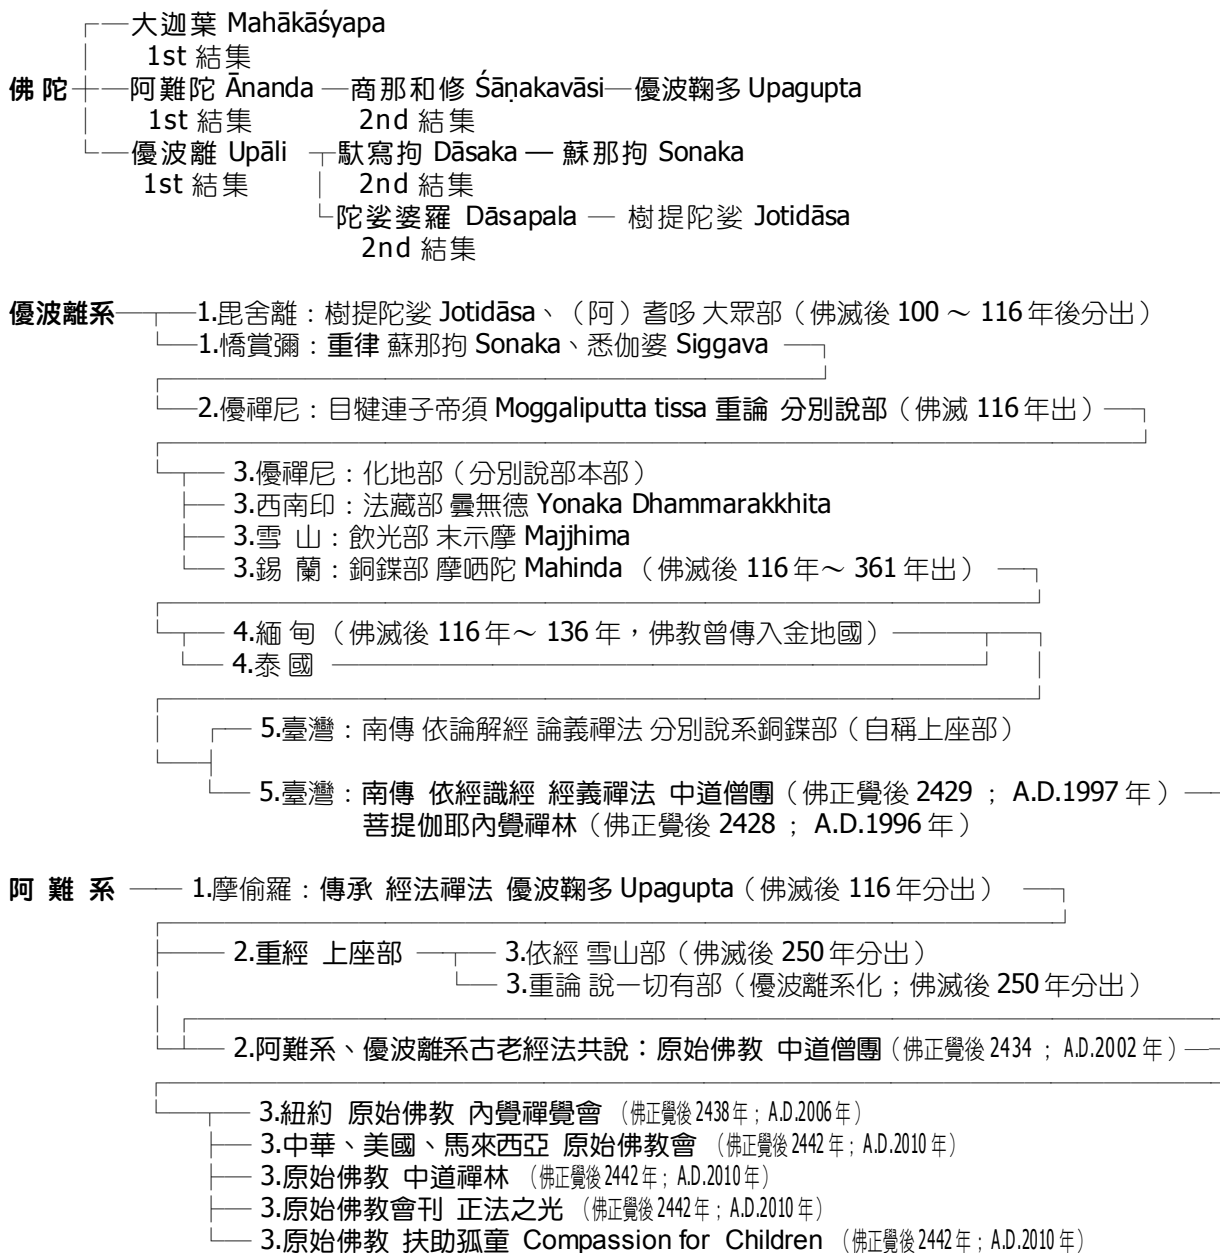 大迦葉 Mahākāśyapa
1st 結集
佛陀 阿難陀 Ānanda 商那和修 Śāṇakavāsi 優波鞠多 Upagupta
1st 結集 2nd 結集
優波離 Upāli 馱寫拘 Dāsaka 蘇那拘 Sonaka
1st 結集 2nd 結集
陀娑婆羅 Dāsapala 樹提陀娑 Jotidāsa
2nd 結集
優波離系 1.毘舍離：樹提陀娑 Jotidāsa、（阿）耆哆 大眾部（佛滅後 100 ～ 116 年後分出）
1.憍賞彌：重律 蘇那拘 Sonaka、悉伽婆 Siggava
2.優禪尼：目犍連子帝須 Moggaliputta tissa 重論 分別說部（佛滅 116 年出）
3.優禪尼：化地部（分別說部本部）
3.西南印：法藏部 曇無德 Yonaka Dhammarakkhita
3.雪 山：飲光部 末示摩 Majjhima
3.錫 蘭：銅鍱部 摩哂陀 Mahinda （佛滅後 116 年～ 361 年出）
4.緬 甸（佛滅後 116 年～ 136 年，佛教曾傳入金地國）
4.泰 國
5.臺灣：南傳 依論解經 論義禪法 分別說系銅鍱部（自稱上座部）
5.臺灣：南傳 依經識經 經義禪法 中道僧團（佛正覺後 2429 ; A.D.1997 年）
菩提伽耶內覺禪林（佛正覺後 2428 ; A.D.1996 年）
阿 難 系 1.摩偷羅：傳承 經法禪法 優波鞠多 Upagupta（佛滅後 116 年分出）
2.重經 上座部 3.依經 雪山部（佛滅後 250 年分出）
3.重論 說一切有部（優波離系化；佛滅後 250 年分出）
2.阿難系、優波離系古老經法共說：原始佛教 中道僧團（佛正覺後 2434 ; A.D.2002 年）
3.紐約 原始佛教 內覺禪覺會 （佛正覺後 2438 年 ; A.D.2006 年）
3.中華、美國、馬來西亞 原始佛教會 （佛正覺後 2442 年 ; A.D.2010 年）
3.原始佛教 中道禪林 （佛正覺後 2442 年 ; A.D.2010 年）
3.原始佛教會刊 正法之光 （佛正覺後 2442 年 ; A.D.2010 年）
3.原始佛教 扶助孤童 Compassion for Children （佛正覺後 2442 年 ; A.D.2010 年）